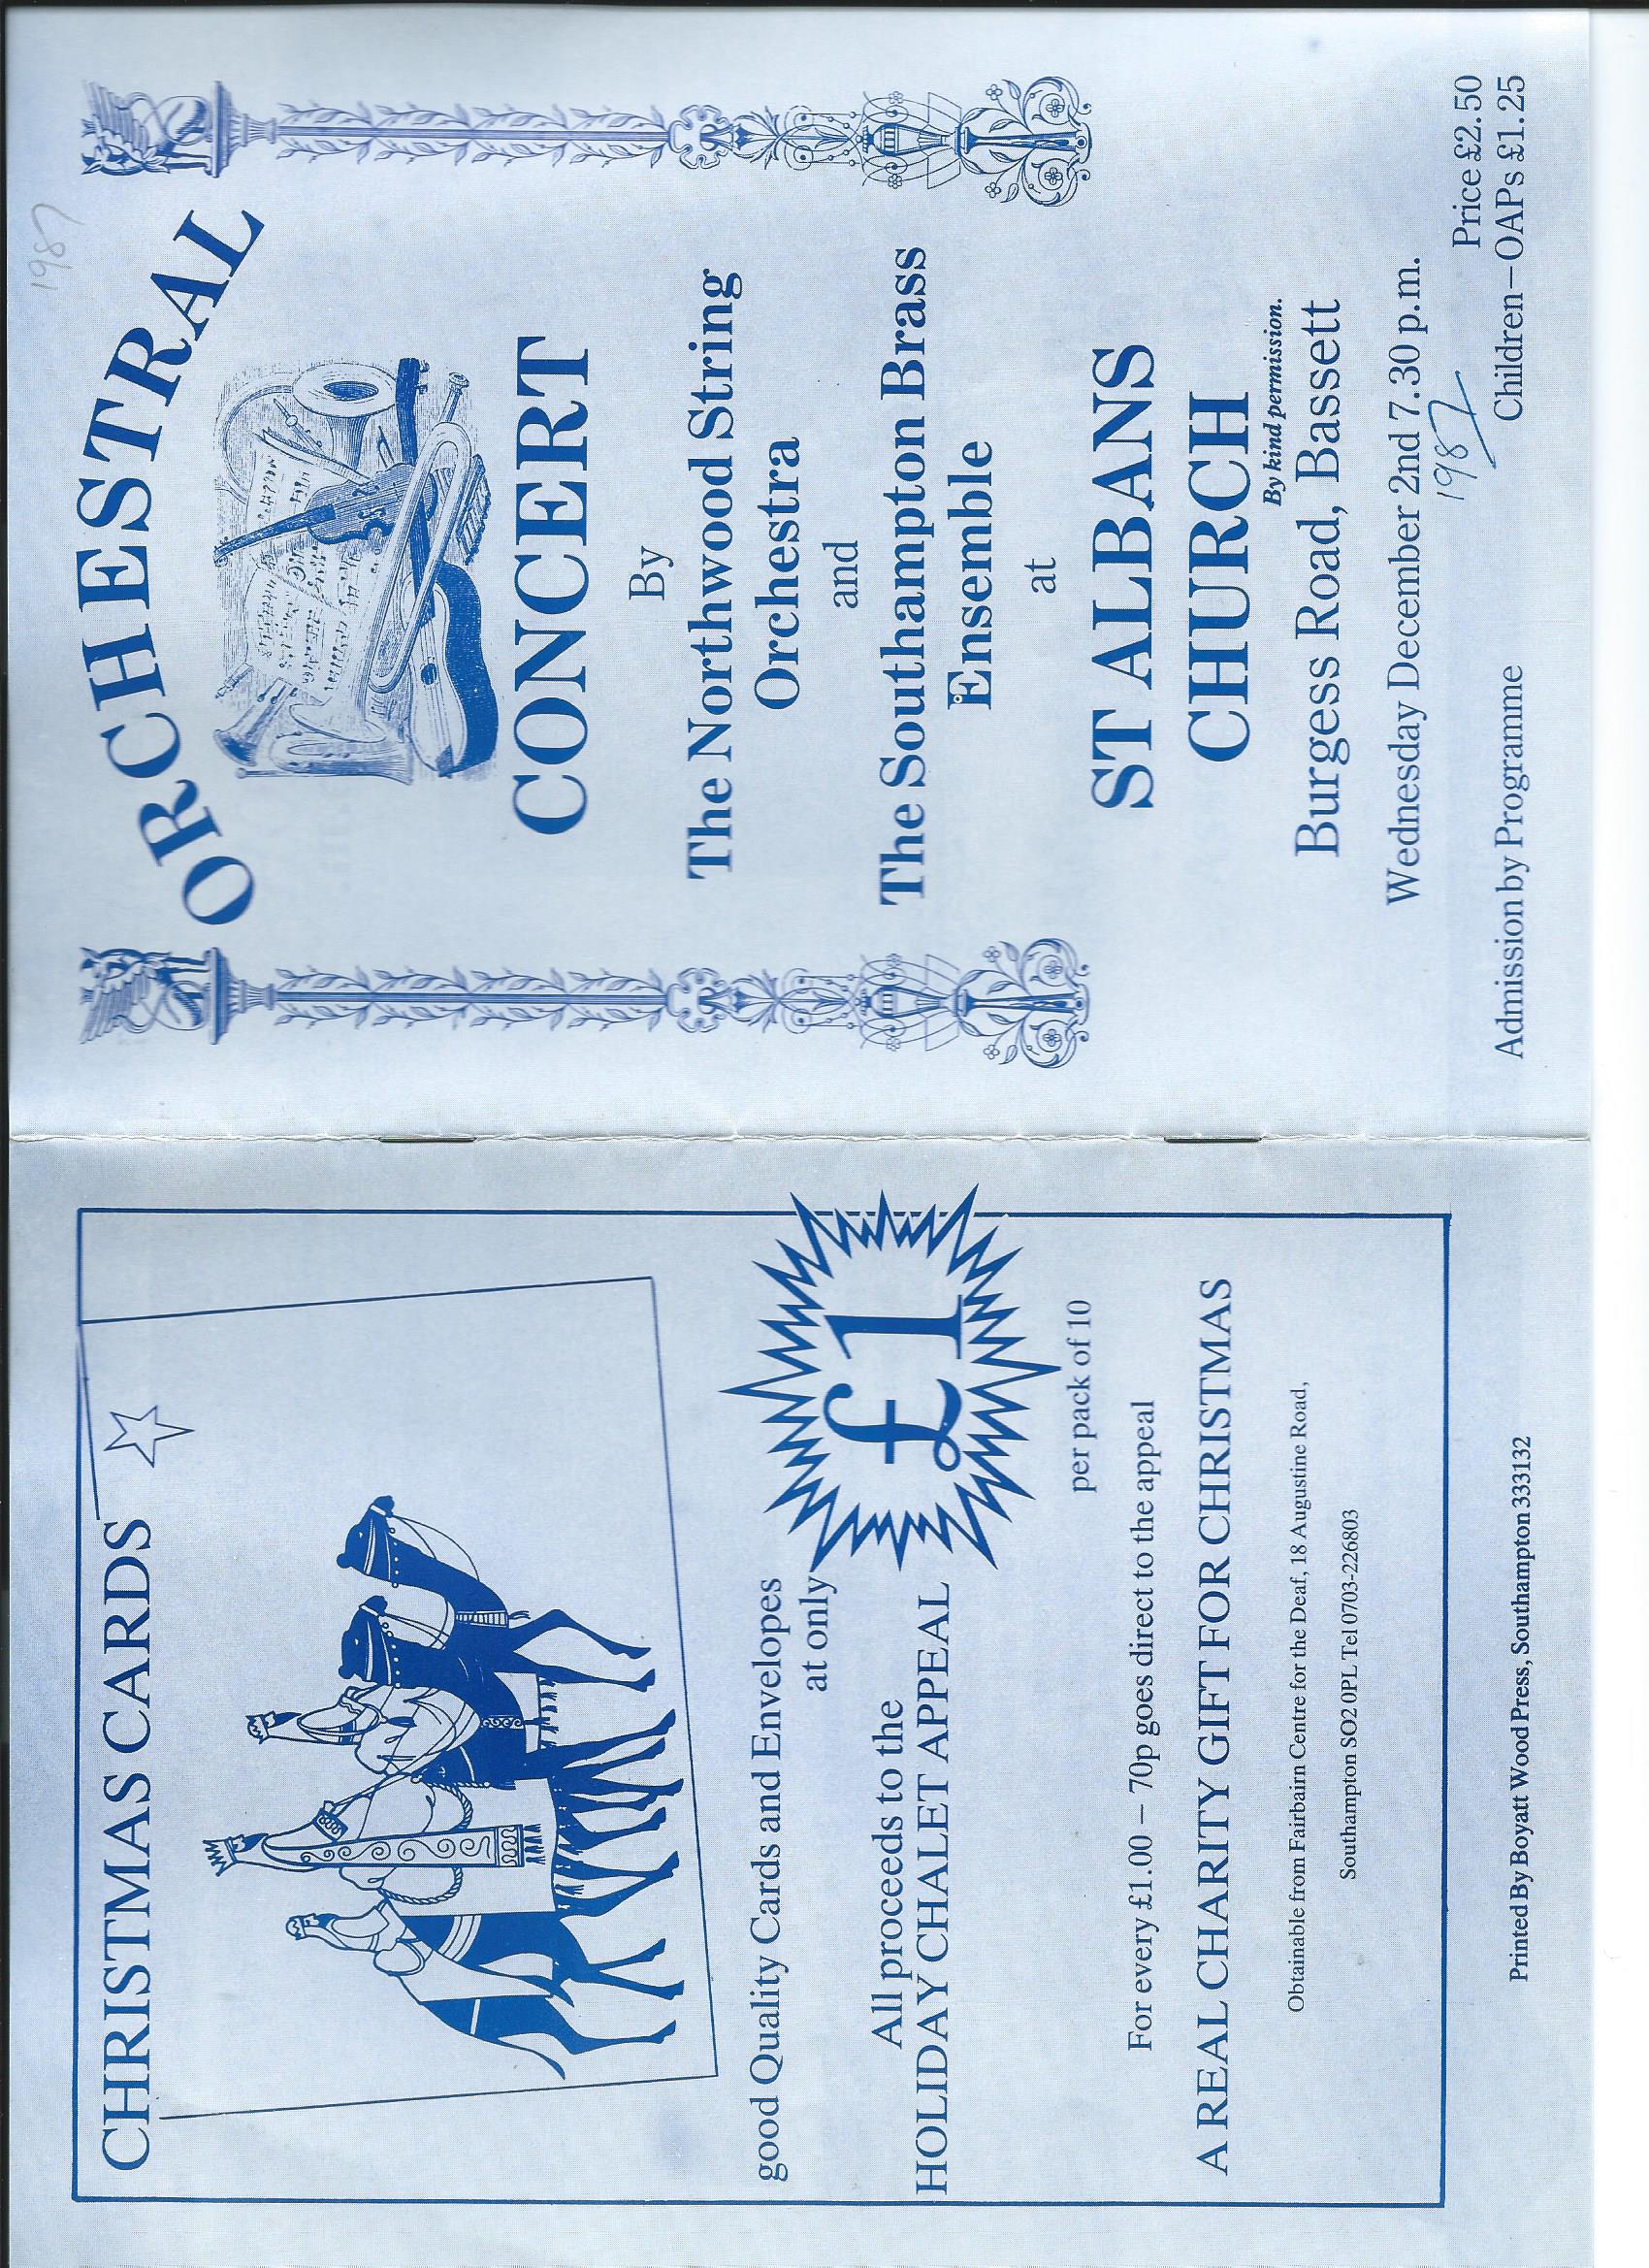 CHRISTMAS CARDS
good Quality Cards and Envelopes
at only
£1
All proceeds to the
HOLIDAY CHALET APPEAL
per pack of 10
For every £1.00 – 70p goes direct to the appeal
A REAL CHARITY GIFT FOR CHRISTMAS
Obtainable from Fairbairn Centre for the Deaf, 18 Augustine Road,
Southampton SO2 0PL Tel 0703-226803
Printed By Boyatt Wood Press, Southampton 333132
1987
ORCHESTRAL
CONCERT
By
The Northwood String
Orchestra
and
The Southampton Brass
Ensemble
at
ST ALBANS
CHURCH
By kind permission.
Burgess Road, Bassett
Wednesday December 2nd 7.30 p.m.
1987
Price £2.50
Admission by Programme Children–OAPs £1.25